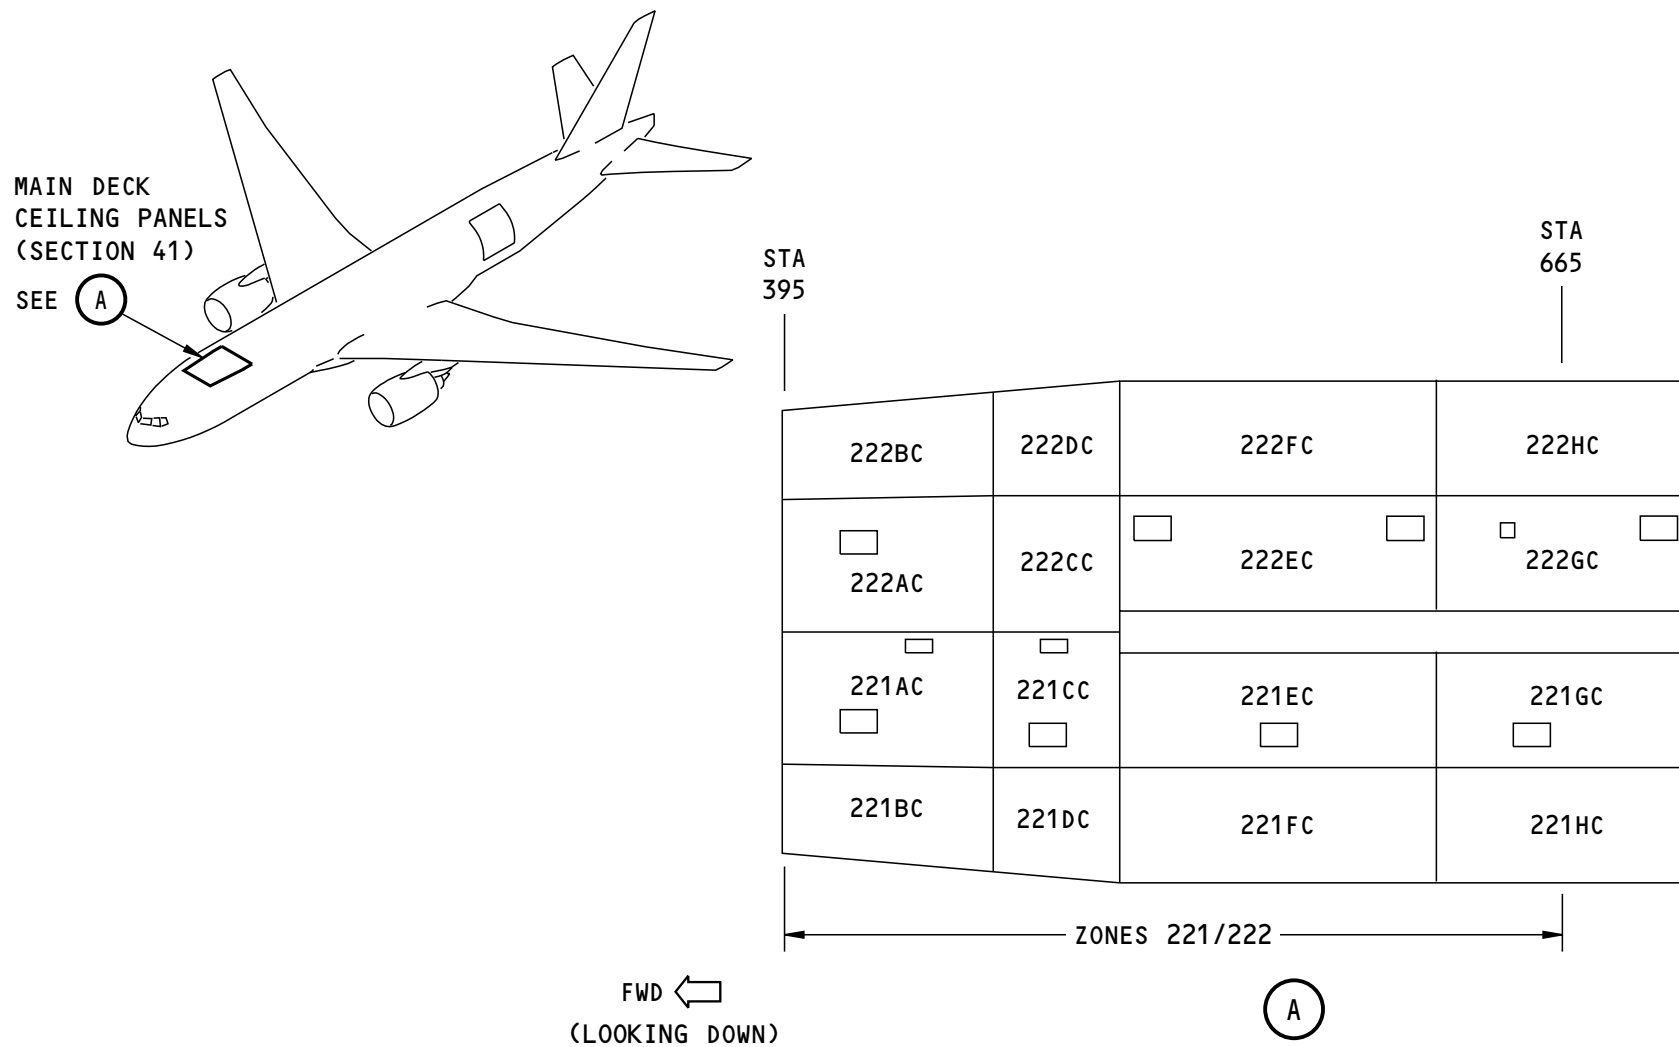 MAIN DECK
CEILING PANELS
(SECTION 41)
SEE A
STA
395
STA
665
222BC
222DC
222FC
222HC
222AC
222CC
222EC
222GC
221AC
221CC
221EC
221GC
221BC
221DC
221FC
221HC
ZONES 221/222
FWD
(LOOKING DOWN)
A